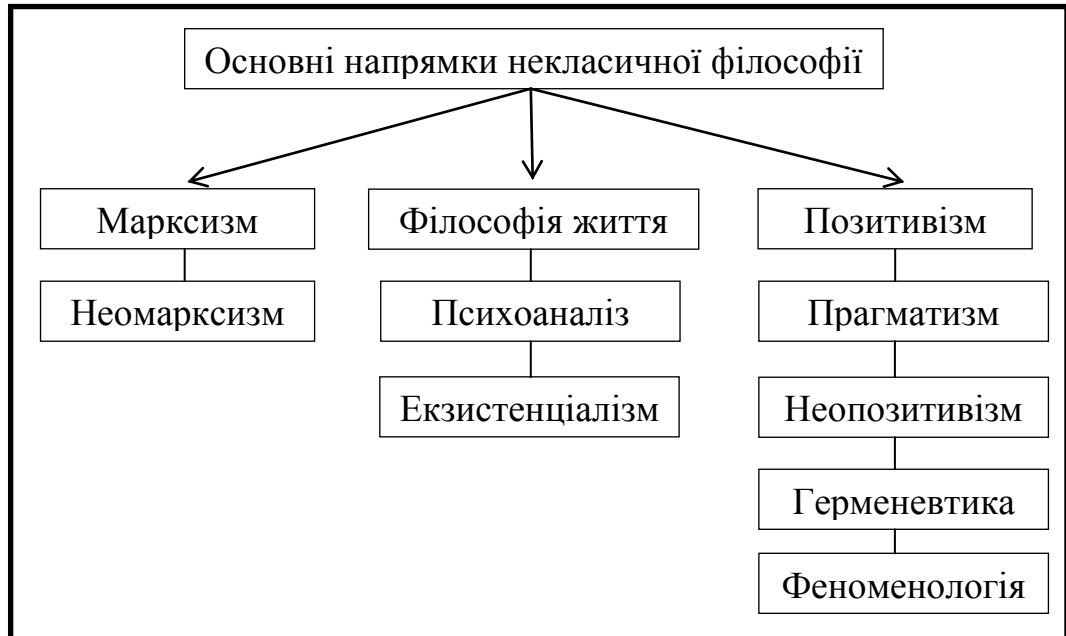 Основні напрямки некласичної філософії
Марксизм
Філософія життя
Позитивізм
Неомарксизм
Психоаналіз
Прагматизм
Екзистенціалізм
Неопозитивізм
Герменевтика
Феноменологія